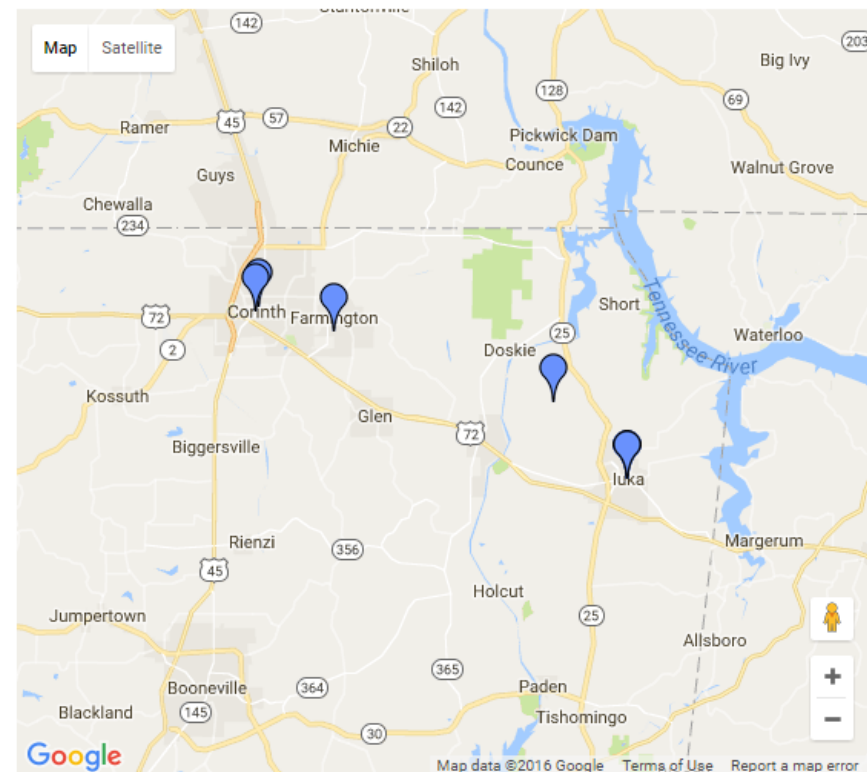 Stantonville
142
203
Map
Satellite
Shiloh
Big Ivy
128
69
142
45
57
22
Ramer
Pickwick Dam
Michie
Counce
Walnut Grove
Guys
Chewalla
234
Tennessee River
Short
Corinth
Farmington
72
25
Waterloo
2
Doskie
Kossuth
Glen
72
Biggersville
Iuka
Rienzi
356
Margerum
45
Holcut
Jumpertown
25
Allsboro
365
Booneville
364
Paden
Blackland
145
Tishomingo
30
Google
Map data ©2016 Google
Terms of Use
Report a map error